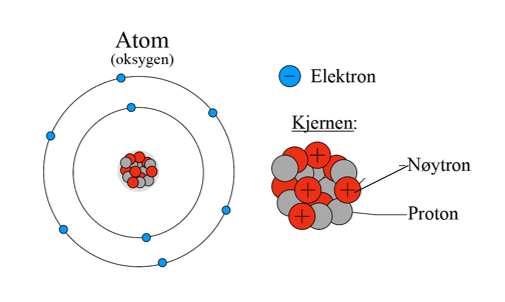 Atom
(oksygen)
Elektron
Kjernen:
Nøytron
Proton